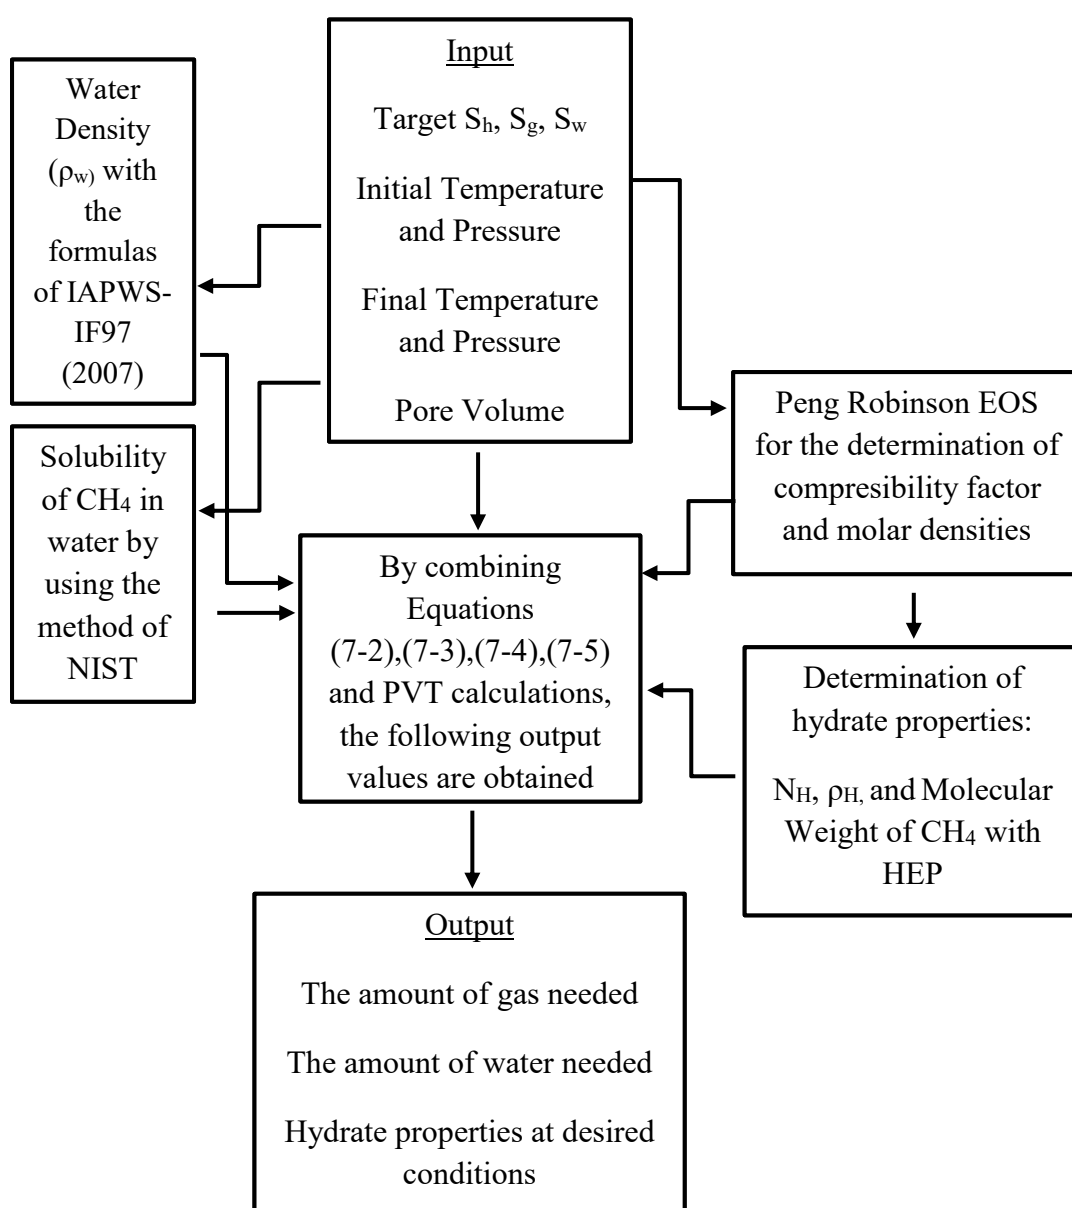 Input
Target Sh, Sg, Sw
Initial Temperature
and Pressure
Final Temperature
and Pressure
Pore Volume
Water
Density
(ρw) with
the
formulas
of IAPWS-
IF97
(2007)
Solubility
of CH4 in
water by
using the
method of
NIST
Peng Robinson EOS
for the determination of
compresibility factor
and molar densities
By combining
Equations
(7-2),(7-3),(7-4),(7-5)
and PVT calculations,
the following output
values are obtained
Determination of
hydrate properties:
NH, ρH, and Molecular
Weight of CH4 with
HEP
Output
The amount of gas needed
The amount of water needed
Hydrate properties at desired
conditions